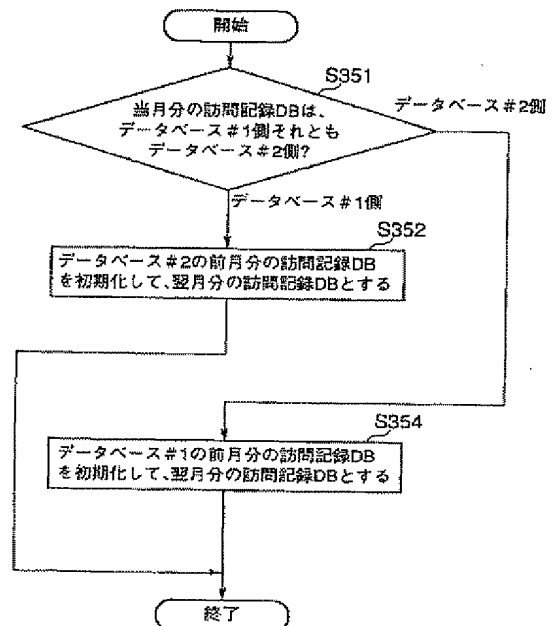 開始
S351
当月分の訪問記録DBは、
データベース#1側それとも
データベース#2側?
データベース#2側
データベース#1側
S352
データベース#2の前月分の訪問記録DB
を初期化して、翌月分の訪問記録DBとする
S354
データベース#1の前月分の訪問記録DB
を初期化して、翌月分の訪問記録DBとする
終了